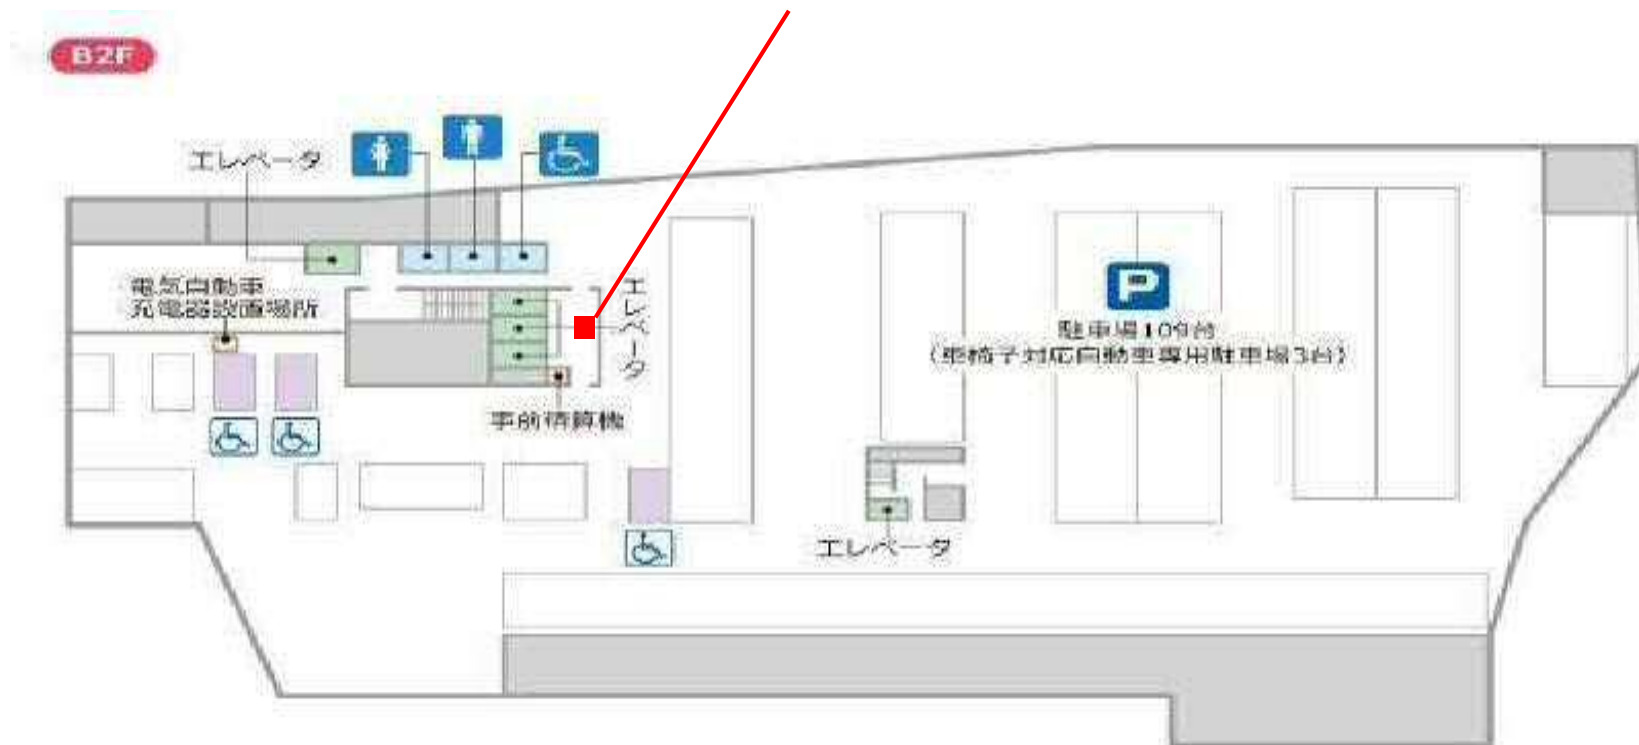 B2F
エレベータ
電気自動車
充電器設置場所
エレベータ
事前精算機
P
駐車場109台
(車椅子対応自動車専用駐車場3台)
エレベータ